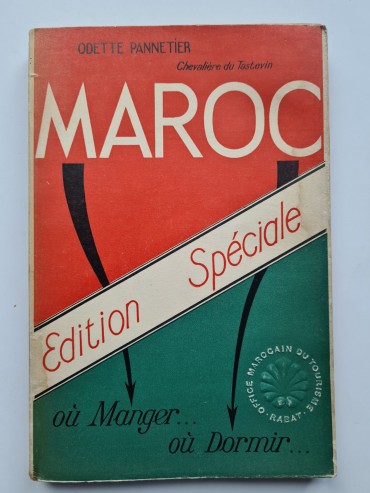 ODETTE PANNETIER
Chevalière du Tastevin
MAROC
Edition Spéciale
OFFICE MAROCAIN DU TOURISME
- RABAT -
où Manger...
où Dormir...